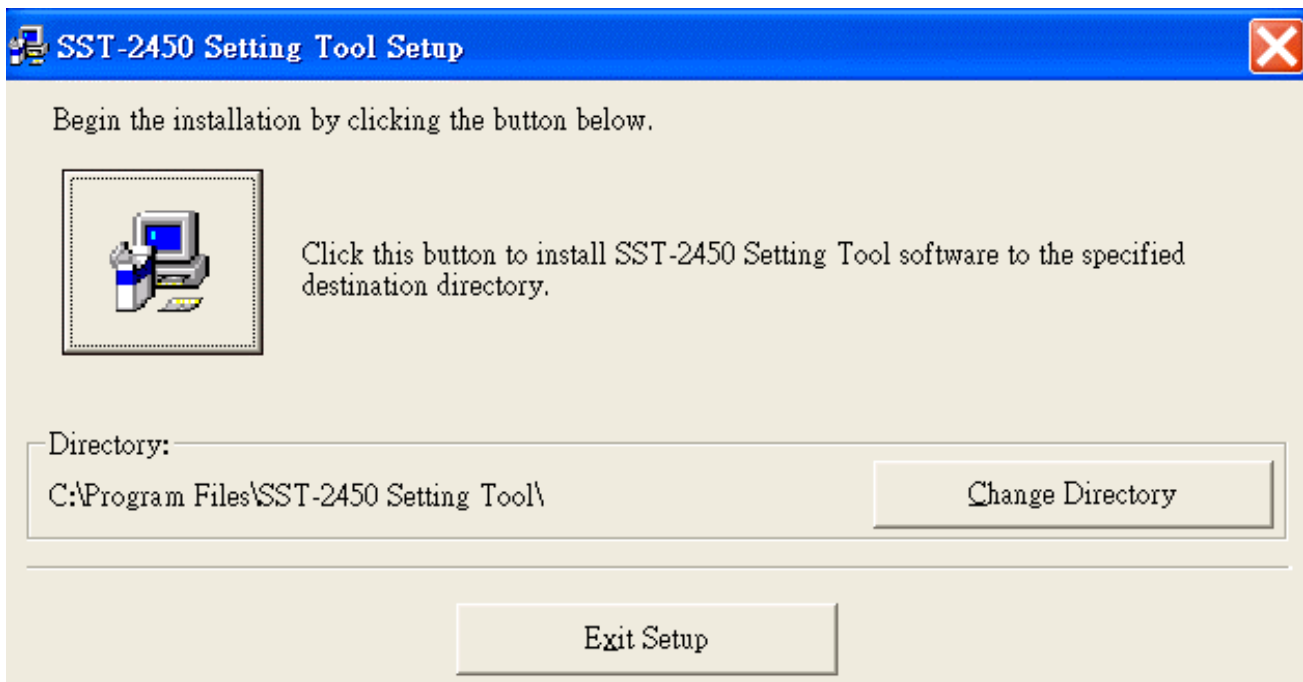 SST-2450 Setting Tool Setup
Begin the installation by clicking the button below.
Click this button to install SST-2450 Setting Tool software to the specified
destination directory.
Directory:
C:\Program Files\SST-2450 Setting Tool\
Change Directory
Exit Setup